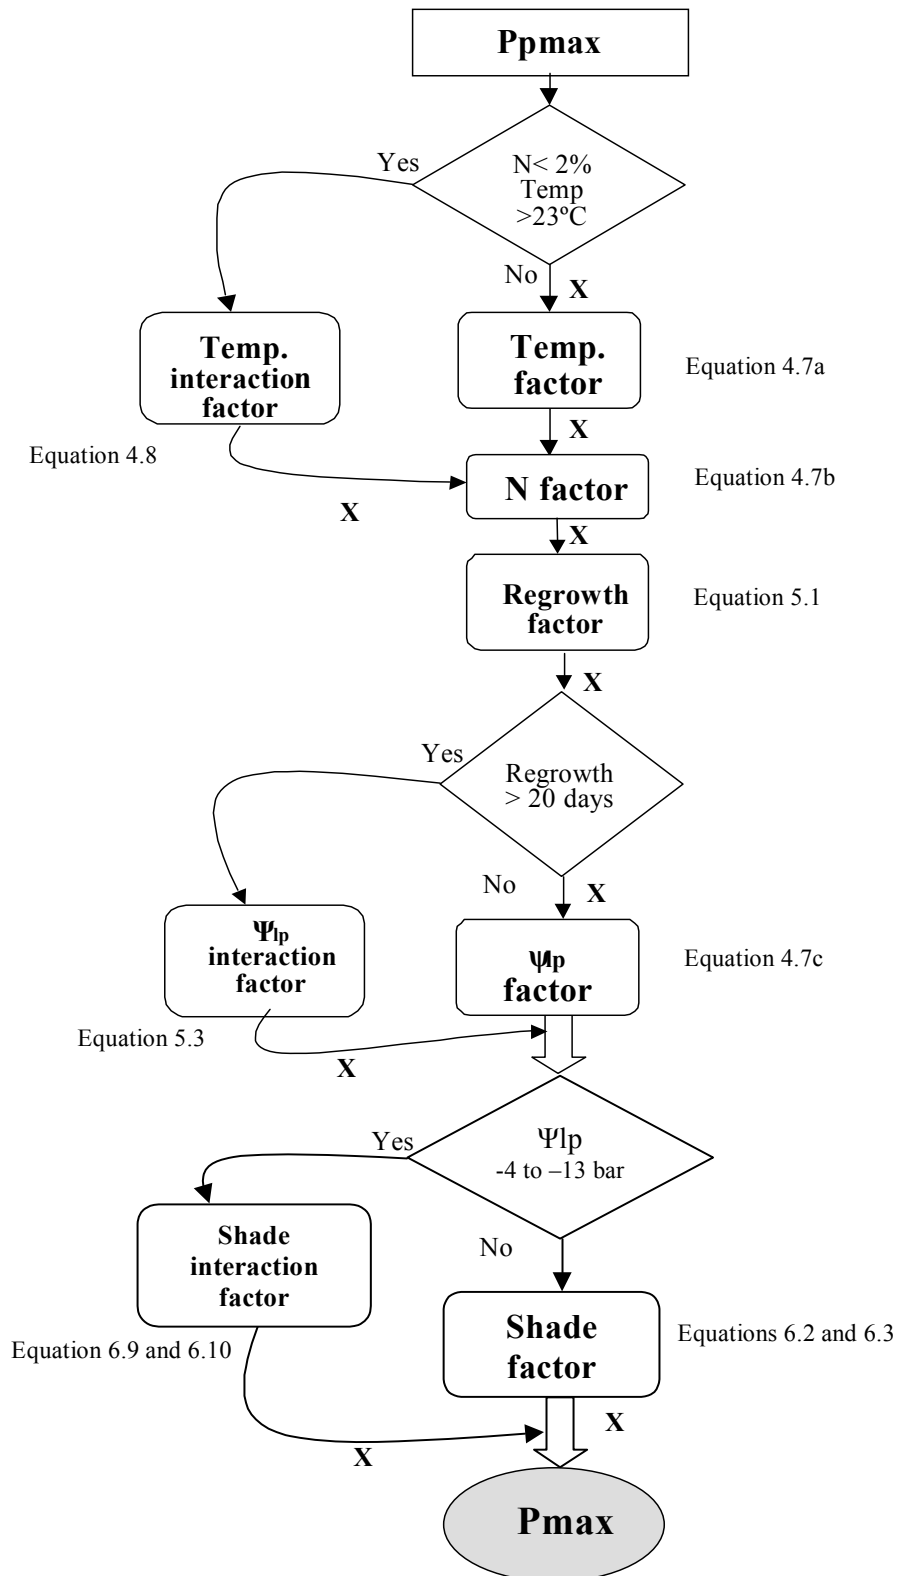 Ppmax
Yes
N< 2%
Temp
>23ºC
No
X
Temp.
interaction
factor
Temp.
factor
Equation 4.7a
X
Equation 4.8
N factor
Equation 4.7b
X
X
Regrowth
factor
Equation 5.1
X
Yes
Regrowth
> 20 days
No
X
Ψlp
interaction
factor
ψlp
factor
Equation 4.7c
Equation 5.3
X
Yes
Ψlp
-4 to –13 bar
No
Shade
interaction
factor
Shade
factor
Equations 6.2 and 6.3
Equation 6.9 and 6.10
X
X
Pmax